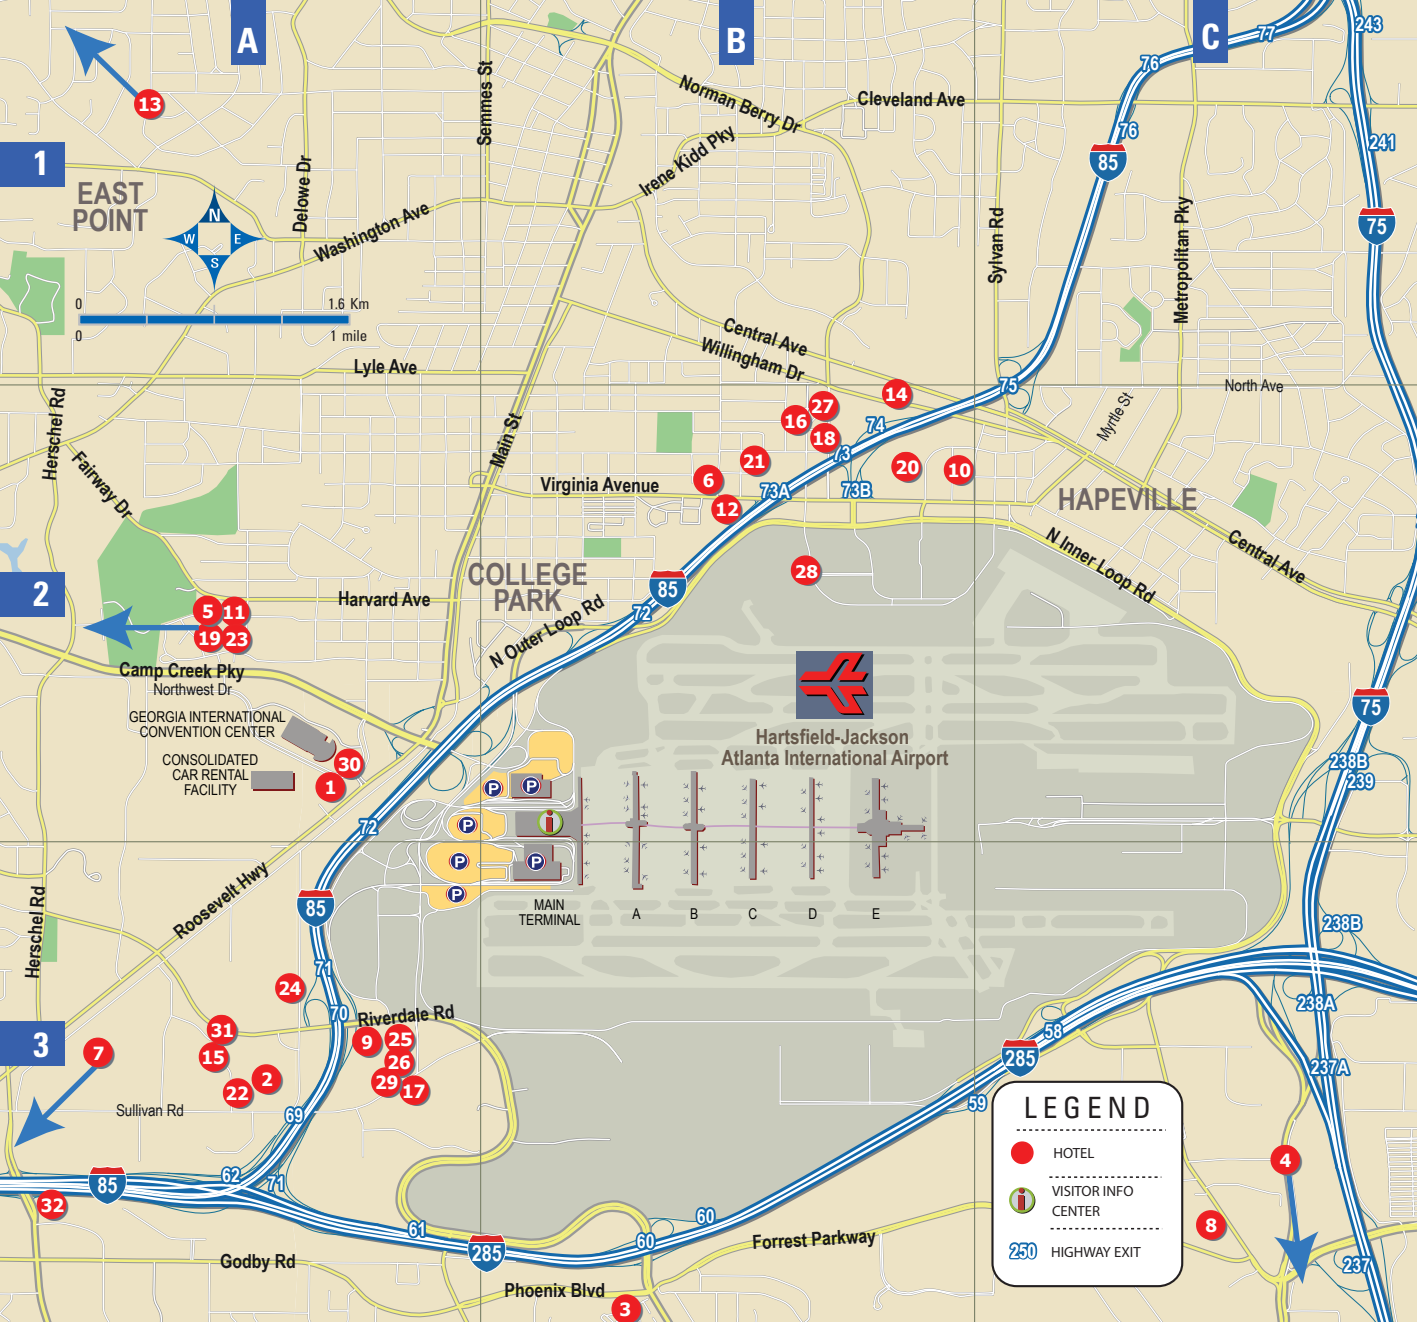 A
B
C
77
243
76
13
Semmes St
Norman Berry Dr
Cleveland Ave
76
241
1
Irene Kidd Pky
85
EAST
POINT
Delowe Dr
N
W
E
S
Washington Ave
Sylvan Rd
Metropolitan Pky
75
0
1.6 Km
0
1 mile
Central Ave
Willingham Dr
Lyle Ave
75
North Ave
Herschel Rd
14
27
16
18
74
73
Myrtle St
Main St
Fairway Dr
21
20
10
6
Virginia Avenue
73A
73B
12
HAPEVILLE
N Inner Loop Rd
Central Ave
28
COLLEGE
PARK
85
72
2
Harvard Ave
5
11
19
23
N Outer Loop Rd
Camp Creek Pky
Northwest Dr
GEORGIA INTERNATIONAL
CONVENTION CENTER
CONSOLIDATED
CAR RENTAL
FACILITY
30
1
75
Hartsfield-Jackson
Atlanta International Airport
238B
239
P
P
P
i
72
P
P
P
Roosevelt Hwy
Herschel Rd
85
MAIN
TERMINAL
A
B
C
D
E
238B
71
24
238A
70
Riverdale Rd
58
31
9
25
3
7
15
26
285
237A
2
29
17
22
Sullivan Rd
69
59
LEGEND
HOTEL
VISITOR INFO
CENTER
250
HIGHWAY EXIT
62
71
85
32
4
8
61
60
60
285
Forrest Parkway
Godby Rd
237
Phoenix Blvd
3